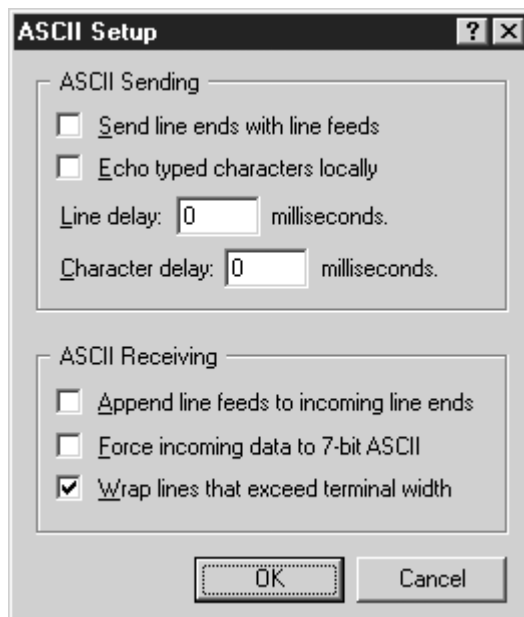 ASCII Setup
ASCII Sending
Send line ends with line feeds
Echo typed characters locally
Line delay: 0 milliseconds.
Character delay: 0 milliseconds.
ASCII Receiving
Append line feeds to incoming line ends
Force incoming data to 7-bit ASCII
Wrap lines that exceed terminal width
OK Cancel